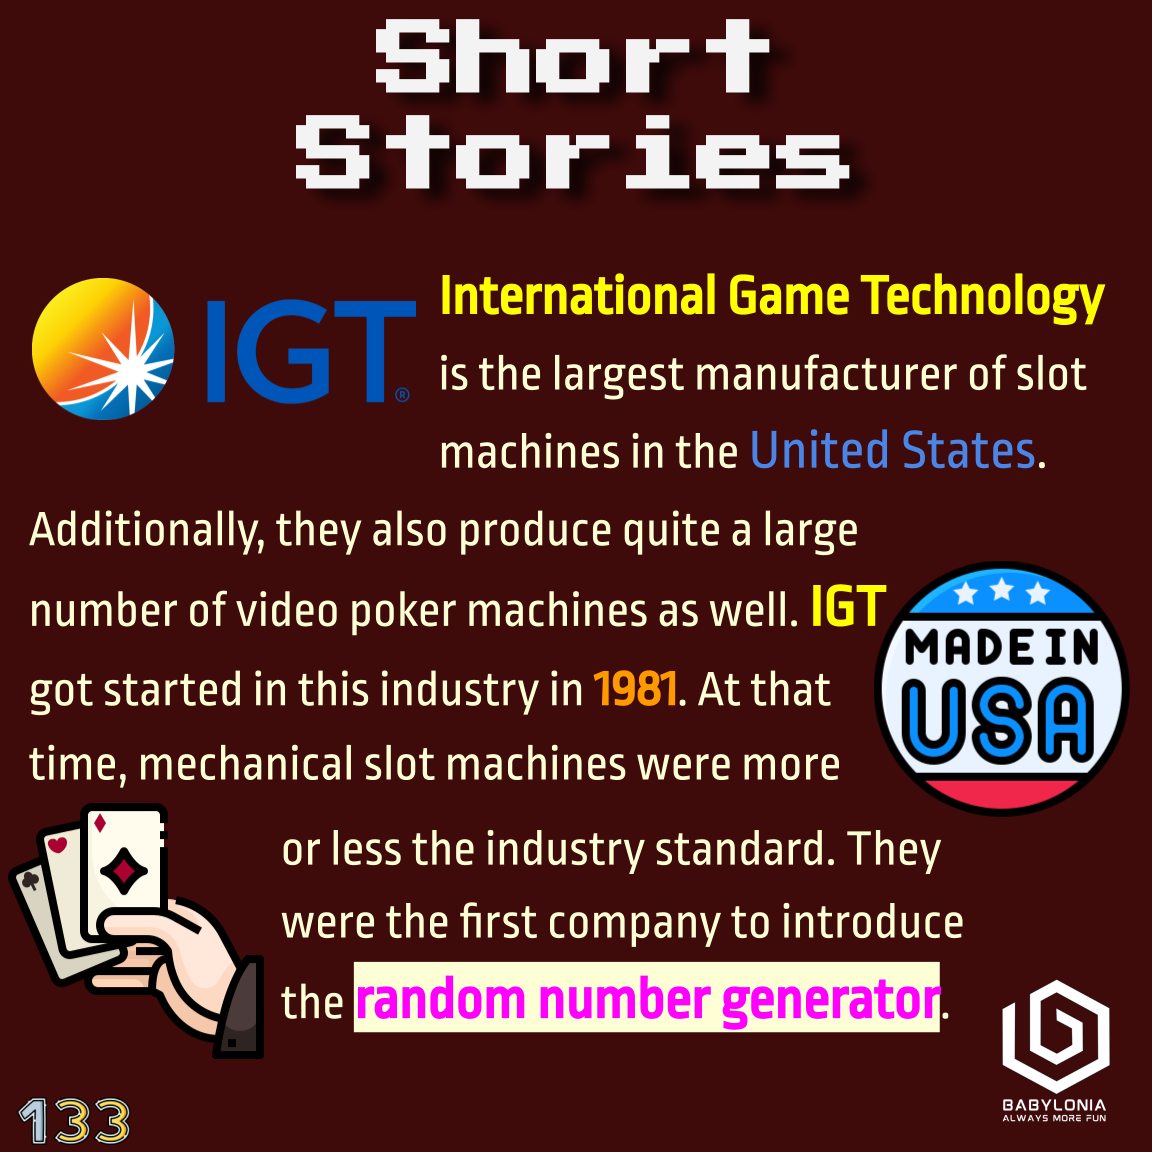 Short
Stories
IGT®
International Game Technology
is the largest manufacturer of slot
machines in the United States.
Additionally, they also produce quite a large
number of video poker machines as well. IGT
got started in this industry in 1981. At that
time, mechanical slot machines were more
MADE IN
USA
or less the industry standard. They
were the first company to introduce
the random number generator.
BABYLONIA
ALWAYS MORE FUN
133